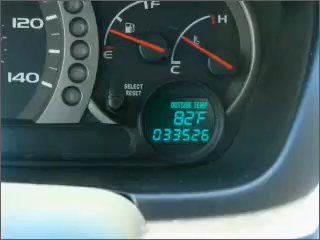 120
140
F
E
H
C
SELECT
RESET
OUTSIDE TEMP
82°F
033526